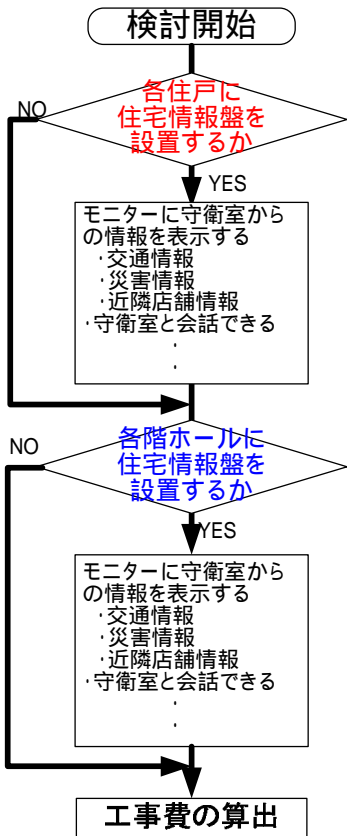 検討開始
各住戸に
住宅情報盤を
設置するか
NO
YES
モニターに守衛室から
の情報を表示する
・交通情報
・災害情報
・近隣店舗情報
・守衛室と会話できる
・
・
各階ホールに
住宅情報盤を
設置するか
NO
YES
モニターに守衛室から
の情報を表示する
・交通情報
・災害情報
・近隣店舗情報
・守衛室と会話できる
・
・
工事費の算出